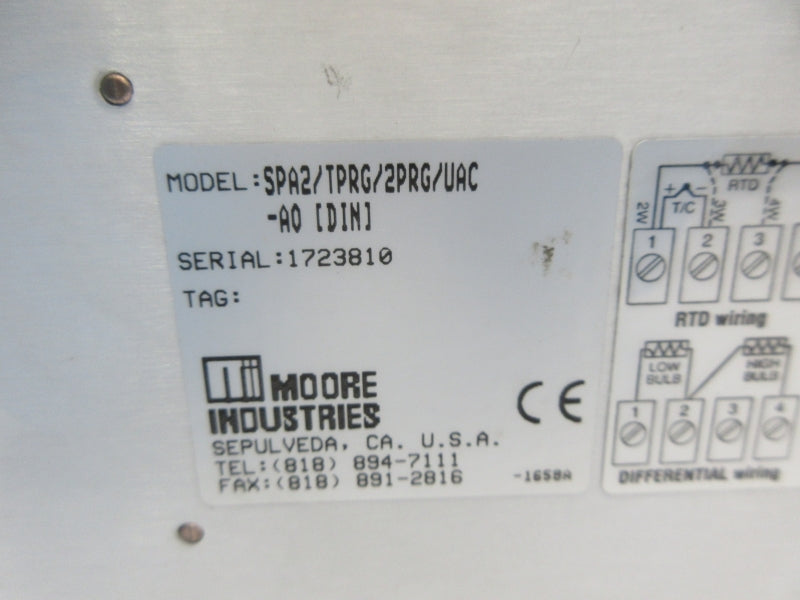 MODEL:SPA2/TPRG/2PRG/UAC
-AO [DIN]
SERIAL:1723810
TAG:
MOORE
INDUSTRIES
SEPULVEDA, CA. U.S.A.
TEL:(818) 894-7111
FAX:(818) 891-2816
-165BA
CE
RTD
T/C
2W
3W
4W
1 2 3
RTD wiring
LOW
BULB
HIGH
BULB
1 2 3 4
DIFFERENTIAL wiring